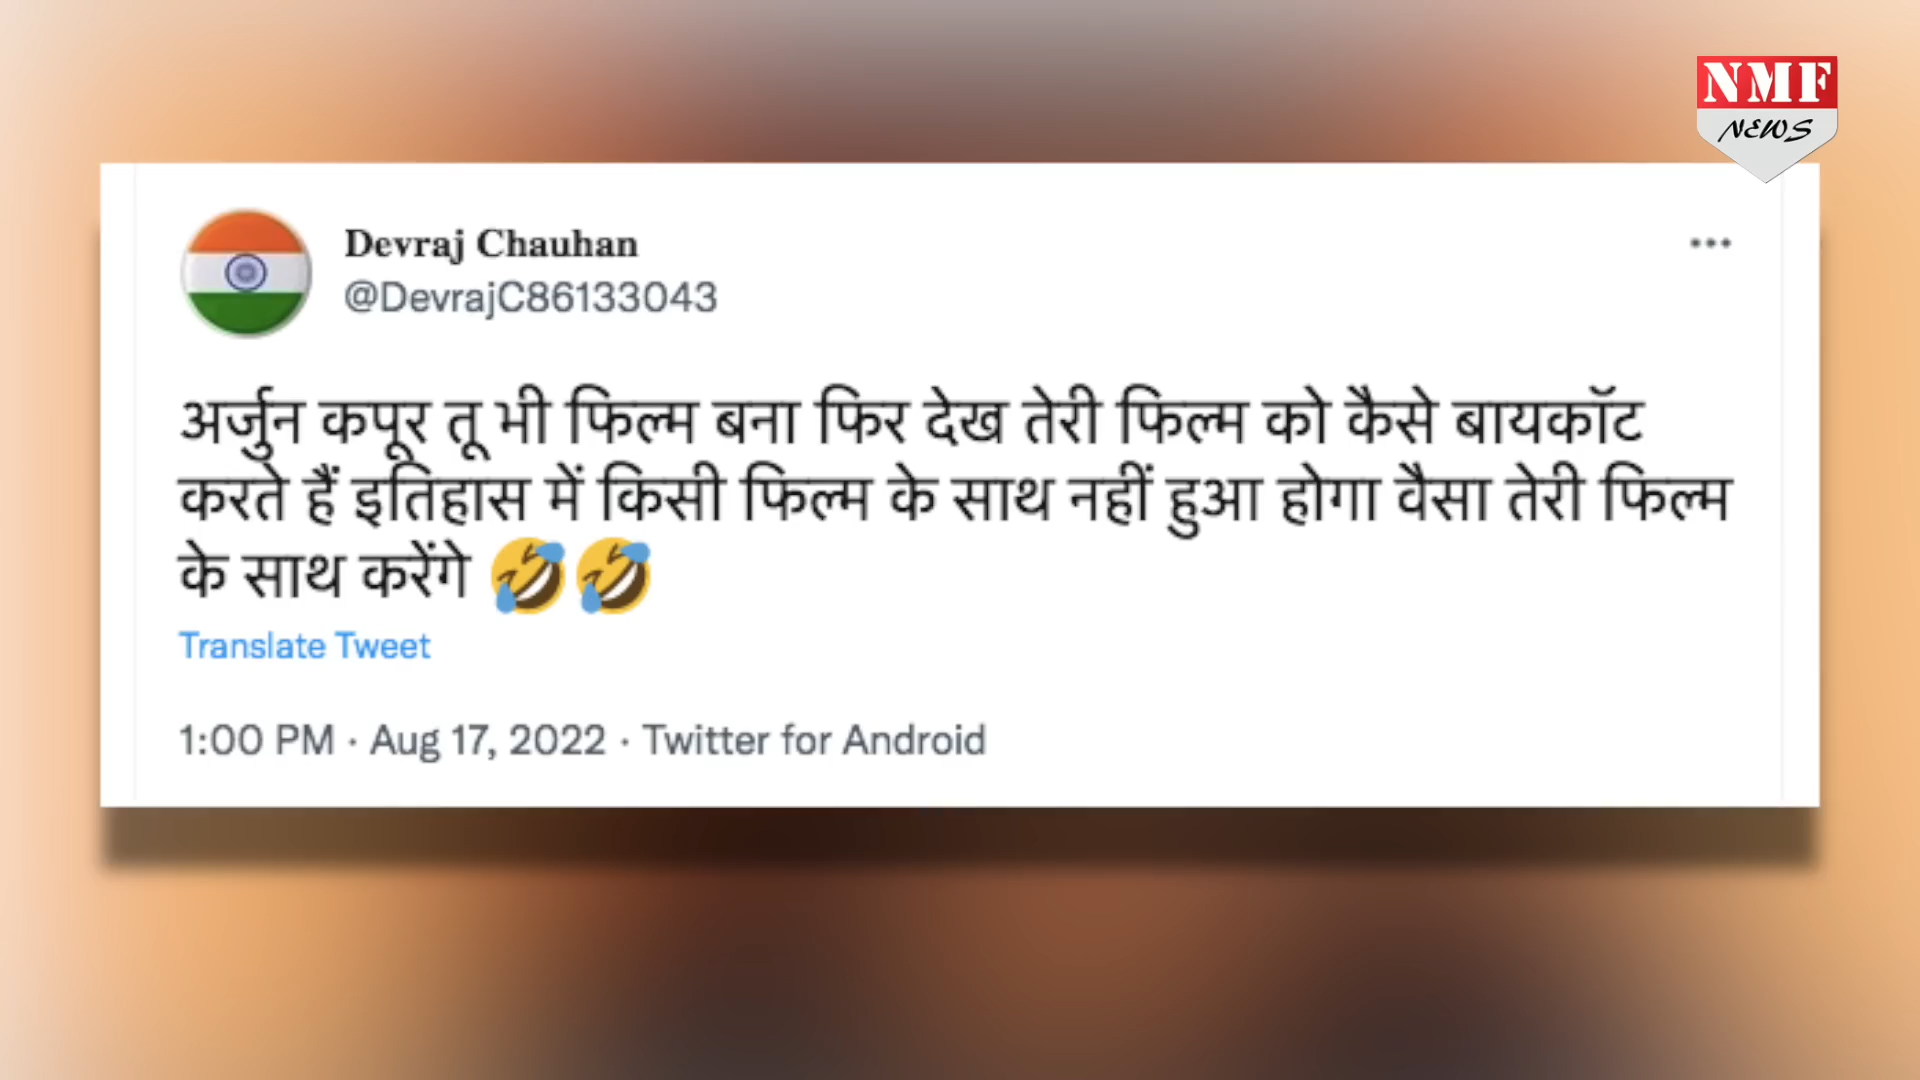 NMF
NEWS
Devraj Chauhan
@DevrajC86133043
अर्जुन कपूर तू भी फिल्म बना फिर देख तेरी फिल्म को कैसे बायकॉट
करते हैं इतिहास में किसी फिल्म के साथ नहीं हुआ होगा वैसा तेरी फिल्म
के साथ करेंगे 🤣🤣
Translate Tweet
1:00 PM · Aug 17, 2022 · Twitter for Android